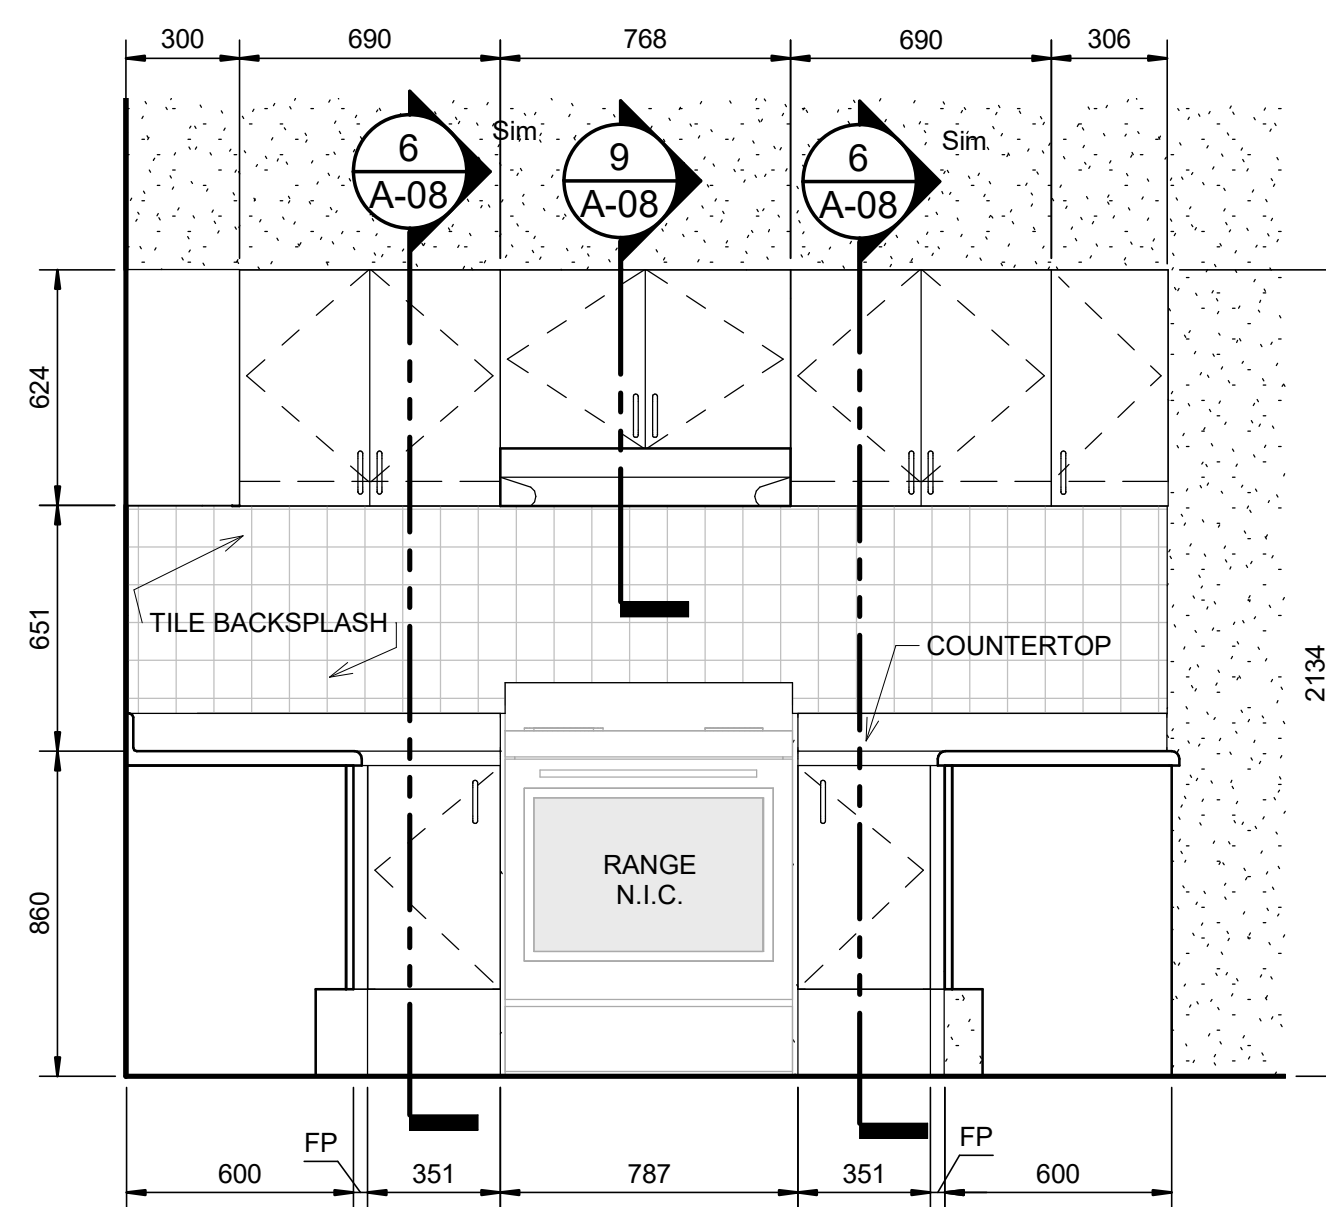 300 690 768 690 306
6 Sim 9 6 Sim
A-08 A-08 A-08
624
TILE BACKSPLASH
651
COUNTERTOP
2134
RANGE
N.I.C.
860
FP FP
600 351 787 351 600